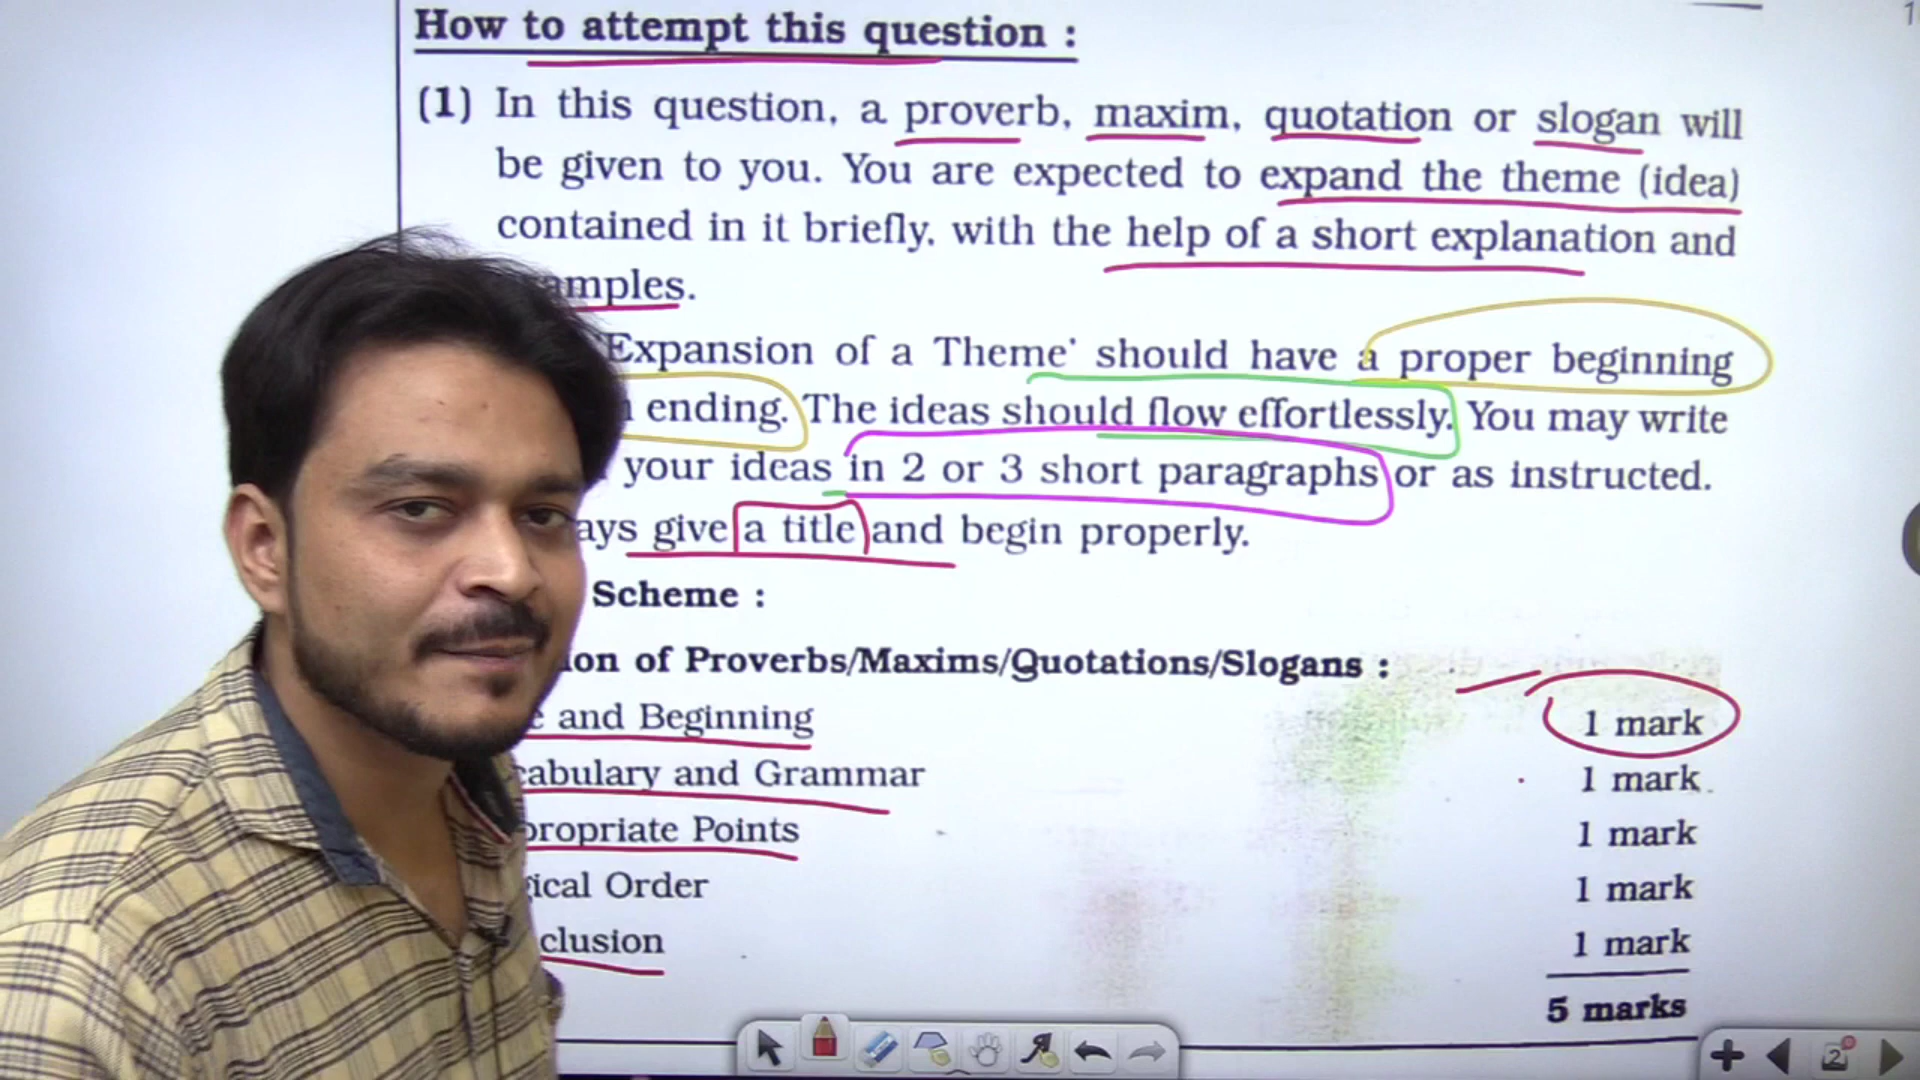 How to attempt this question :
(1) In this question, a proverb, maxim, quotation or slogan will
be given to you. You are expected to expand the theme (idea)
contained in it briefly, with the help of a short explanation and
amples.
Expansion of a Theme' should have a proper beginning
ending. The ideas should flow effortlessly. You may write
your ideas in 2 or 3 short paragraphs or as instructed.
ays give a title and begin properly.
Scheme :
ion of Proverbs/Maxims/Quotations/Slogans :
e and Beginning 1 mark
cabulary and Grammar 1 mark
propriate Points 1 mark
gical Order 1 mark
clusion 1 mark
5 marks
2